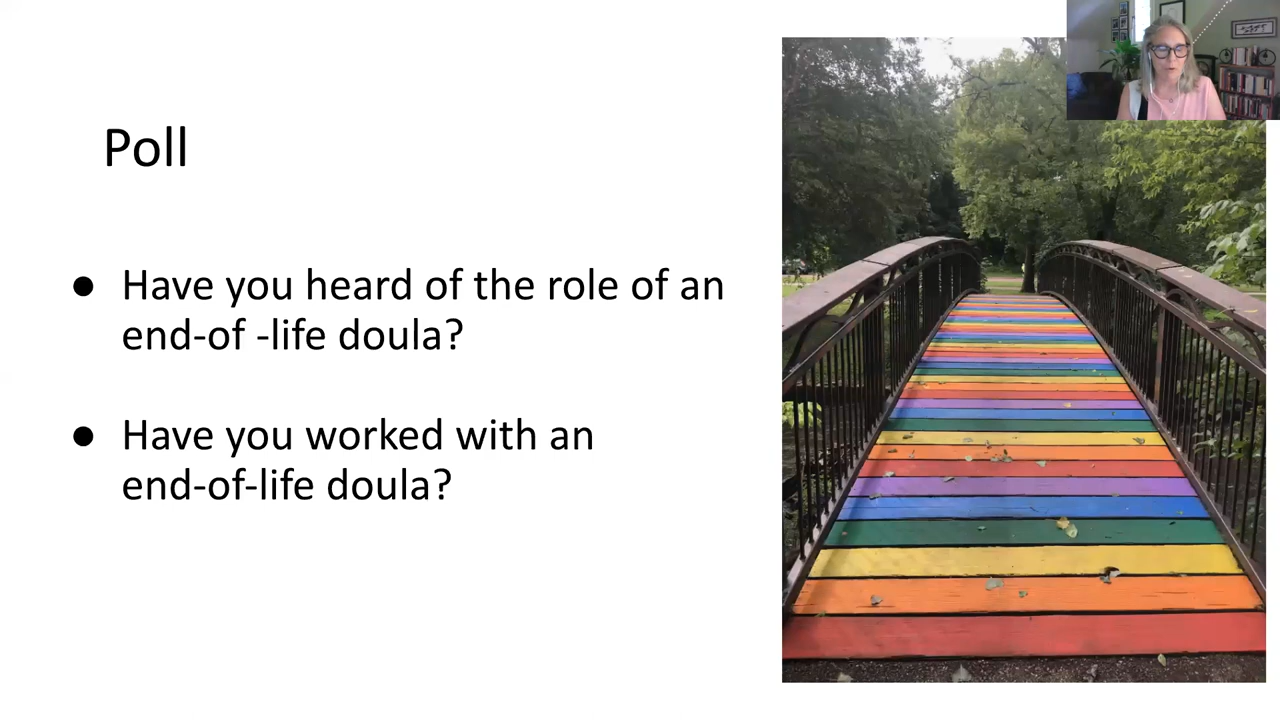 Poll
● Have you heard of the role of an
end-of -life doula?
● Have you worked with an
end-of-life doula?